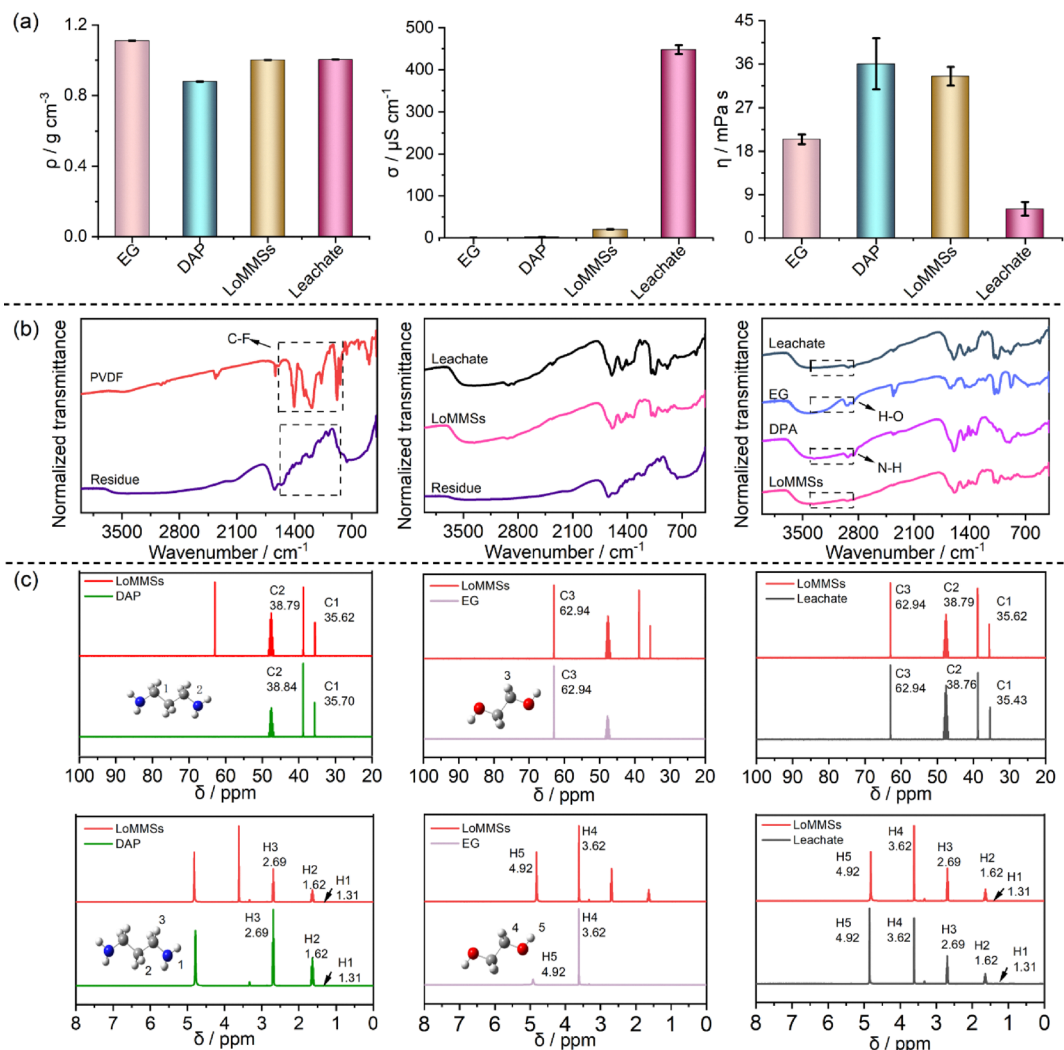 (a)
ρ / g cm⁻³
1.2
0.8
0.4
0.0
EG
DAP
LoMMSs
Leachate
σ / µS cm⁻¹
500
400
300
200
100
0
EG
DAP
LoMMSs
Leachate
η / mPa s
45
36
27
18
9
0
EG
DAP
LoMMSs
Leachate
(b)
Normalized transmittance
C-F
PVDF
Residue
3500 2800 2100 1400 700
Wavenumber / cm⁻¹
Normalized transmittance
Leachate
LoMMSs
Residue
3500 2800 2100 1400 700
Wavenumber / cm⁻¹
Normalized transmittance
Leachate
EG
H-O
DPA
N-H
LoMMSs
3500 2800 2100 1400 700
Wavenumber / cm⁻¹
(c)
LoMMSs
DAP
C2
38.79
C1
35.62
C2
38.84
C1
35.70
1
2
100 80 60 40 20
δ / ppm
LoMMSs
EG
C3
62.94
C3
62.94
3
100 80 60 40 20
δ / ppm
LoMMSs
Leachate
C3
62.94
C2
38.79
C1
35.62
C3
62.94
C2
38.76
C1
35.43
100 80 60 40 20
δ / ppm
LoMMSs
DAP
H3
2.69
H2
1.62
H1
1.31
H3
2.69
H2
1.62
H1
1.31
3
2
1
8 7 6 5 4 3 2 1 0
δ / ppm
LoMMSs
EG
H5
4.92
H4
3.62
H4
3.62
H5
4.92
4
5
8 7 6 5 4 3 2 1 0
δ / ppm
LoMMSs
Leachate
H5
4.92
H4
3.62
H3
2.69
H2
1.62
H1
1.31
H5
4.92
H4
3.62
H3
2.69
H2
1.62
H1
1.31
8 7 6 5 4 3 2 1 0
δ / ppm